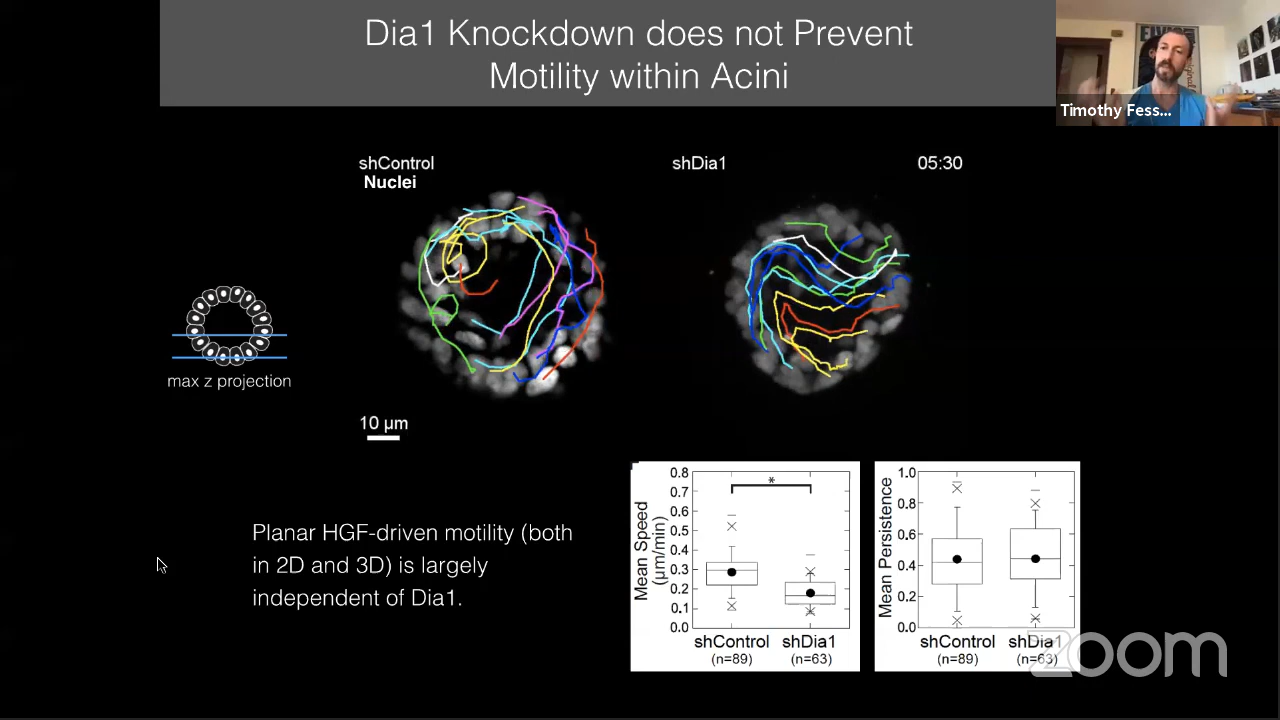 Dia1 Knockdown does not Prevent
Motility within Acini
Timothy Fess...
shControl
Nuclei
shDia1
05:30
max z projection
10 µm
Planar HGF-driven motility (both
in 2D and 3D) is largely
independent of Dia1.
Mean Speed
(µm/min)
0.8
0.7
0.6
0.5
0.4
0.3
0.2
0.1
0.0
*
shControl
(n=89)
shDia1
(n=63)
Mean Persistence
1.0
0.8
0.6
0.4
0.2
0.0
shControl
(n=89)
shDia1
(n=63)
zoom